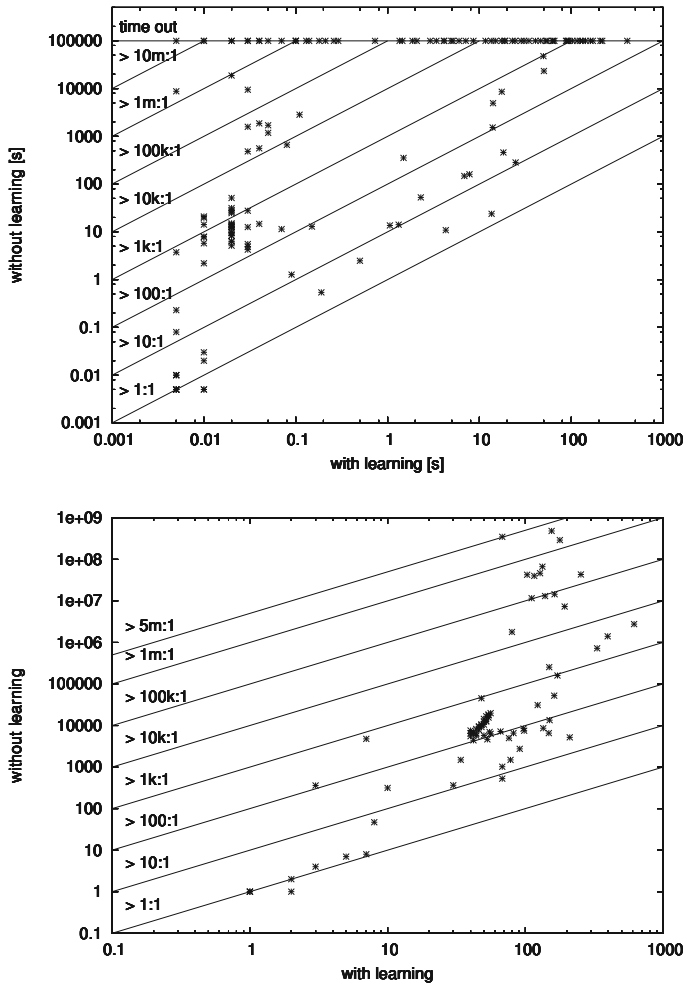 time out
100000
> 10m:1
10000
> 1m:1
1000
> 100k:1
100
> 10k:1
10
> 1k:1
1
> 100:1
0.1
> 10:1
0.01
> 1:1
0.001
without learning [s]
0.001 0.01 0.1 1 10 100 1000
with learning [s]
1e+09
1e+08
1e+07
> 5m:1
1e+06
> 1m:1
100000
> 100k:1
10000
> 10k:1
1000
> 1k:1
100
> 100:1
10
> 10:1
1
> 1:1
0.1
without learning
0.1 1 10 100 1000
with learning